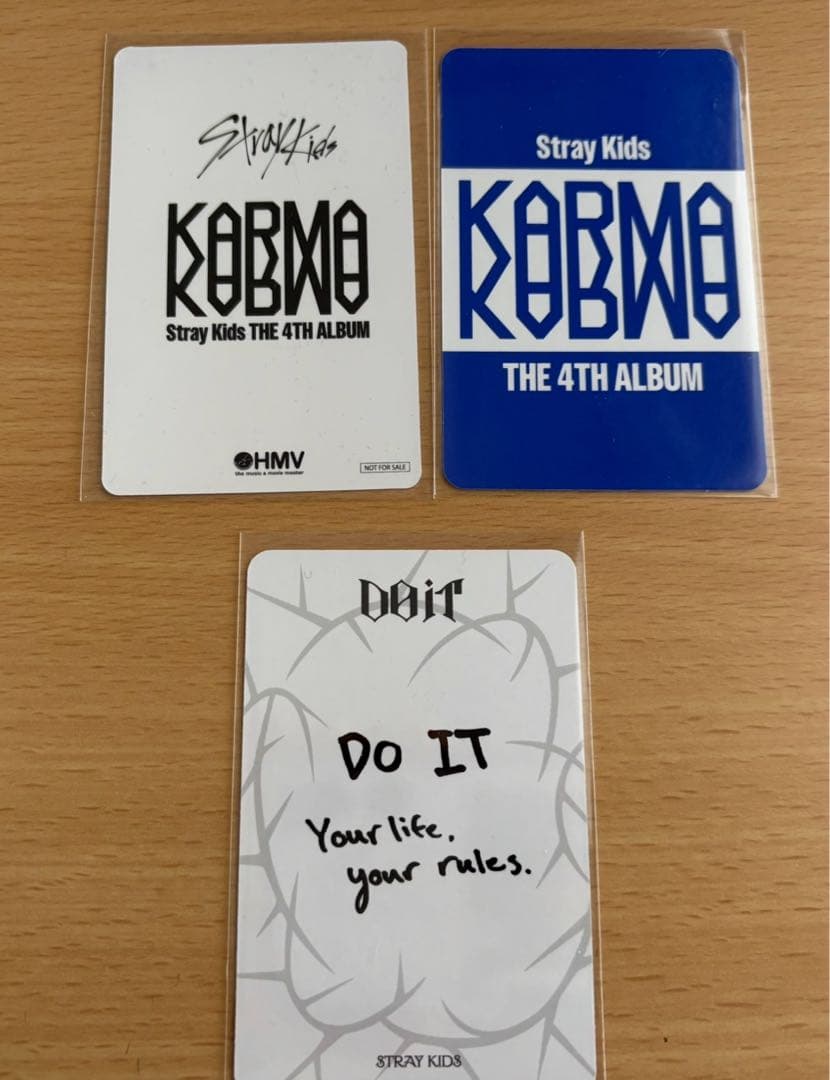 Stray Kids
KARMA
Stray Kids THE 4TH ALBUM
HMV
the music & movie master
NOT FOR SALE
Stray Kids
KARMA
THE 4TH ALBUM
DO iT
DO IT
Your life,
your rules.
STRAY KIDS